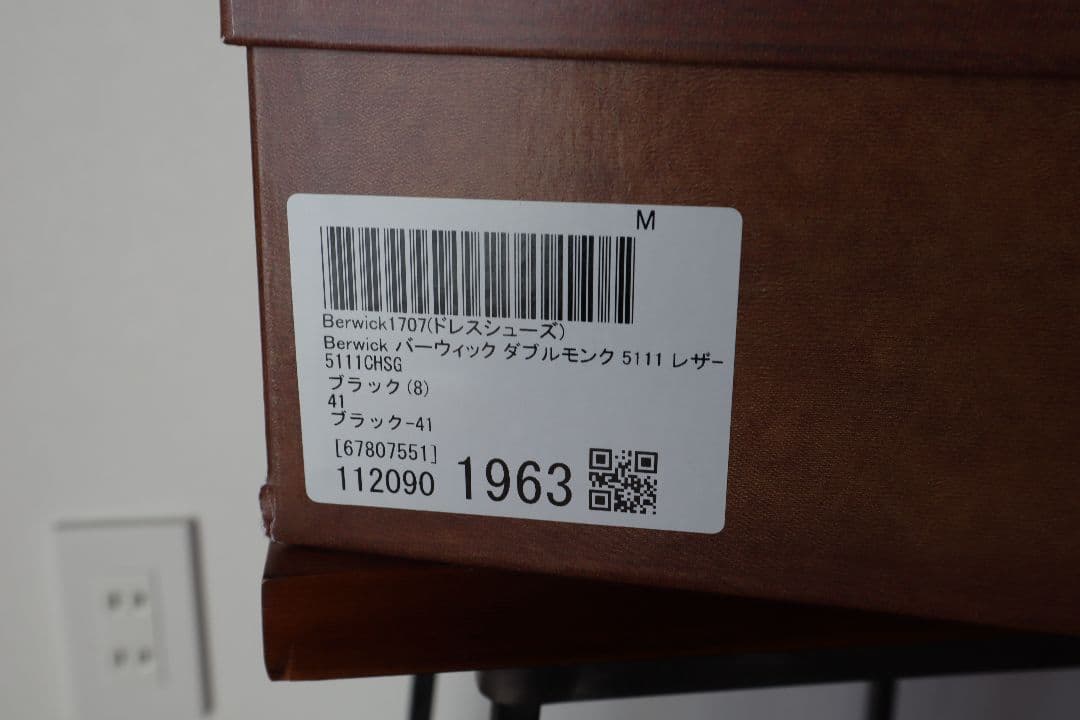 M
Berwick1707(ドレスシューズ)
Berwick バーウィック ダブルモンク 5111 レザー
5111CHSG
ブラック(8)
41
ブラック-41
[67807551]
112090 1963